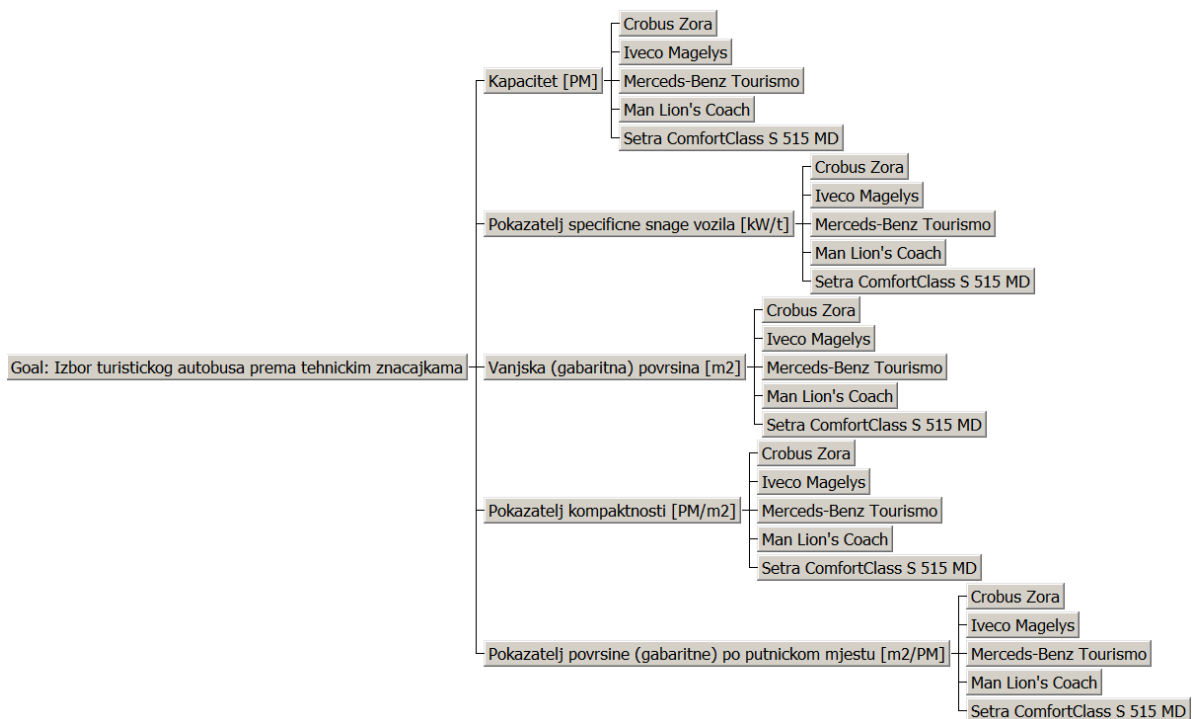 Goal: Izbor turistickog autobusa prema tehnickim znacajkama
Kapacitet [PM]
Crobus Zora
Iveco Magelys
Merceds-Benz Tourismo
Man Lion's Coach
Setra ComfortClass S 515 MD
Pokazatelj specificne snage vozila [kW/t]
Crobus Zora
Iveco Magelys
Merceds-Benz Tourismo
Man Lion's Coach
Setra ComfortClass S 515 MD
Vanjska (gabaritna) povrsina [m2]
Crobus Zora
Iveco Magelys
Merceds-Benz Tourismo
Man Lion's Coach
Setra ComfortClass S 515 MD
Pokazatelj kompaktnosti [PM/m2]
Crobus Zora
Iveco Magelys
Merceds-Benz Tourismo
Man Lion's Coach
Setra ComfortClass S 515 MD
Pokazatelj povrsine (gabaritne) po putnickom mjestu [m2/PM]
Crobus Zora
Iveco Magelys
Merceds-Benz Tourismo
Man Lion's Coach
Setra ComfortClass S 515 MD